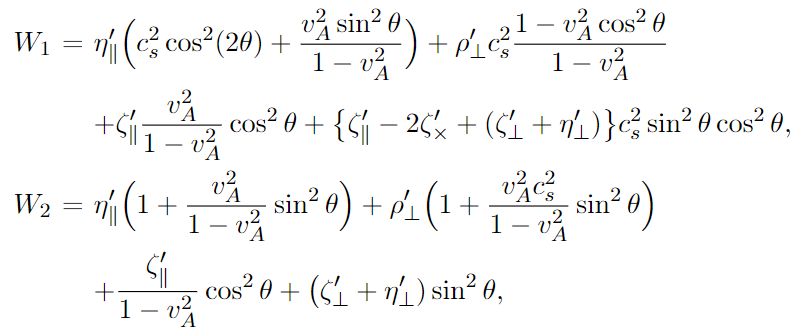 W_1 = \eta'_{\parallel} \Big( c_s^2 \cos^2(2\theta) + \frac{v_A^2 \sin^2\theta}{1 - v_A^2} \Big) + \rho'_{\perp} c_s^2 \frac{1 - v_A^2 \cos^2\theta}{1 - v_A^2}
+ \zeta'_{\parallel} \frac{v_A^2}{1 - v_A^2} \cos^2\theta + \big\{ \zeta'_{\parallel} - 2\zeta'_{\times} + (\zeta'_{\perp} + \eta'_{\perp}) \big\} c_s^2 \sin^2\theta \cos^2\theta,
W_2 = \eta'_{\parallel} \Big( 1 + \frac{v_A^2}{1 - v_A^2} \sin^2\theta \Big) + \rho'_{\perp} \Big( 1 + \frac{v_A^2 c_s^2}{1 - v_A^2} \sin^2\theta \Big)
+ \frac{\zeta'_{\parallel}}{1 - v_A^2} \cos^2\theta + \big( \zeta'_{\perp} + \eta'_{\perp} \big) \sin^2\theta,